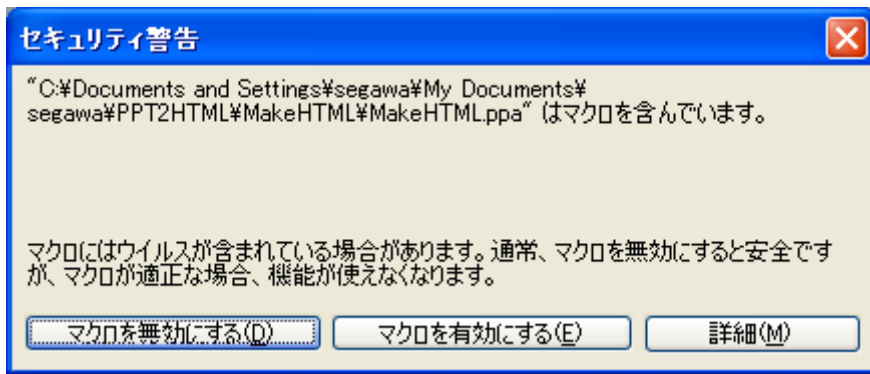 セキュリティ警告
"C:¥Documents and Settings¥segawa¥My Documents¥
segawa¥PPT2HTML¥MakeHTML¥MakeHTML.ppa" はマクロを含んでいます。
マクロにはウイルスが含まれている場合があります。通常、マクロを無効にすると安全です
が、マクロが適正な場合、機能が使えなくなります。
マクロを無効にする(D) マクロを有効にする(E) 詳細(M)